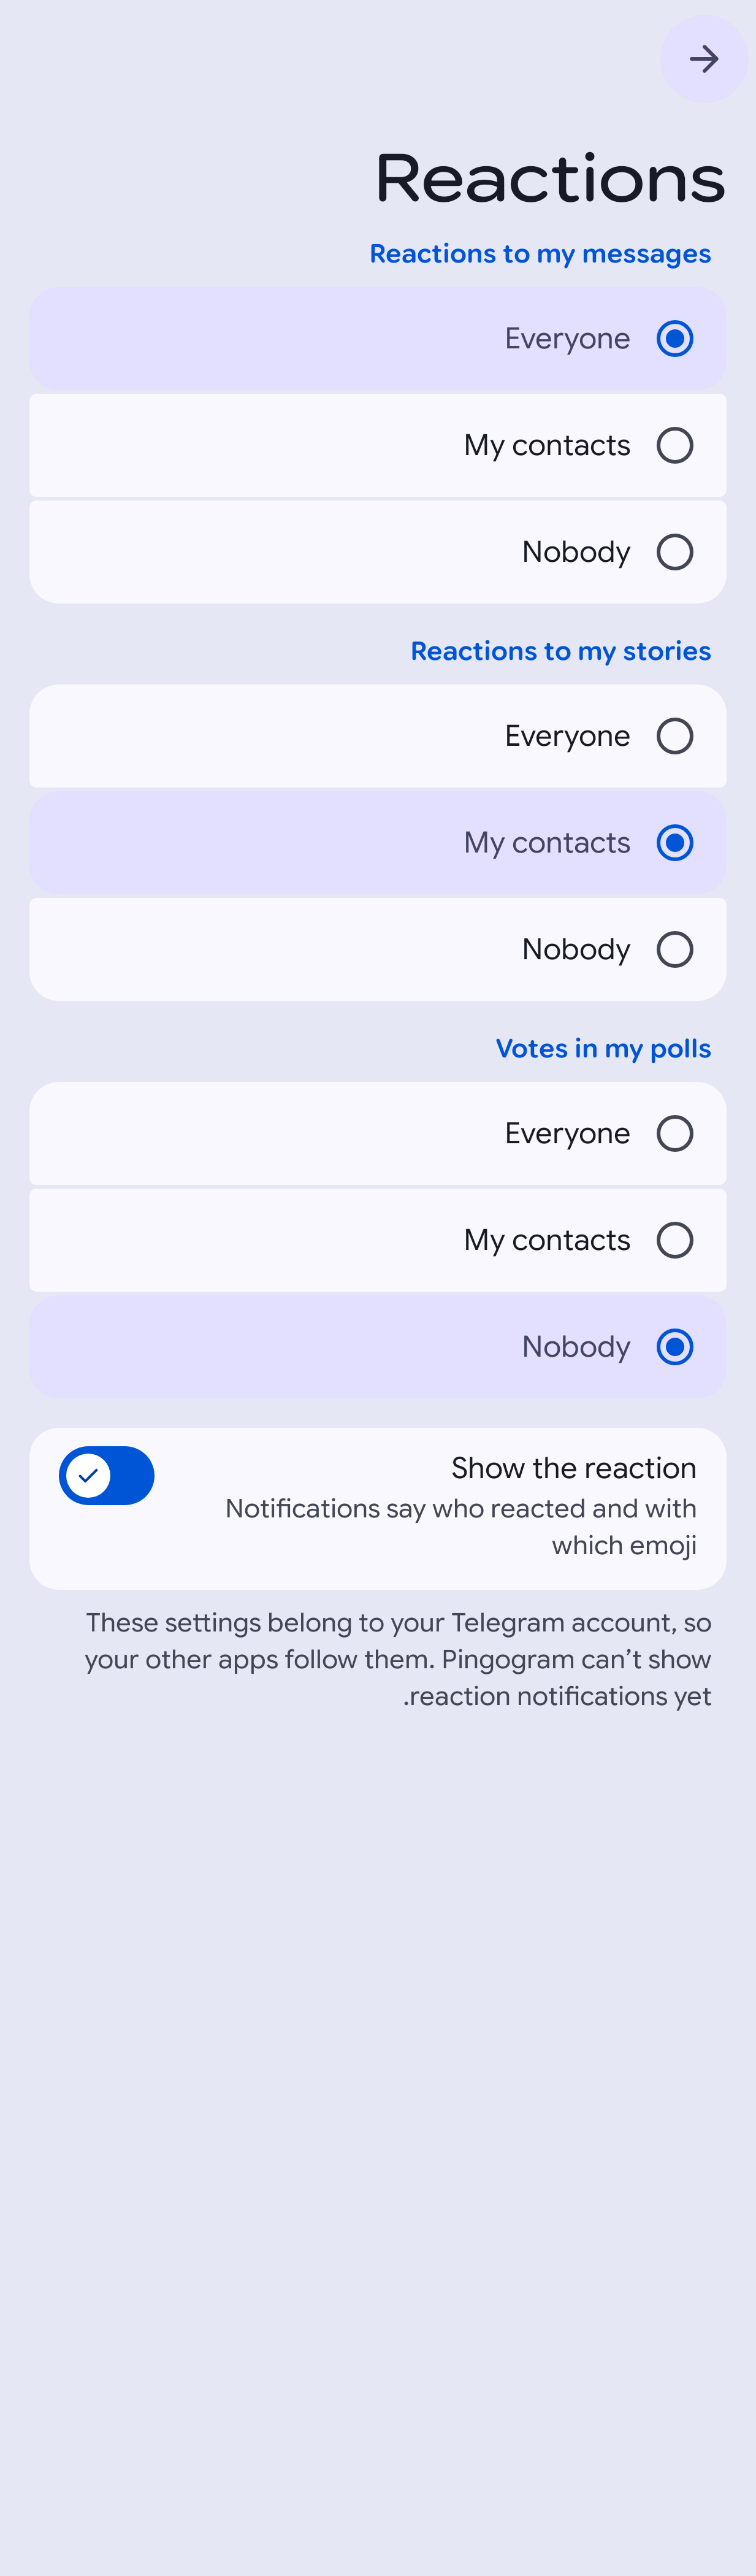 Reactions
Reactions to my messages
Everyone
My contacts
Nobody
Reactions to my stories
Everyone
My contacts
Nobody
Votes in my polls
Everyone
My contacts
Nobody
Show the reaction
Notifications say who reacted and with
which emoji
These settings belong to your Telegram account, so
your other apps follow them. Pingogram can’t show
.reaction notifications yet